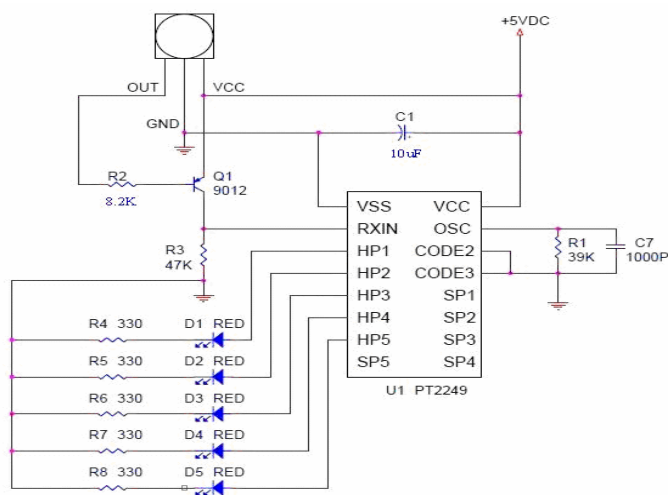 +5VDC
OUT
VCC
GND
C1
10uF
R2
8.2K
Q1
9012
VSS
VCC
RXIN
OSC
HP1
CODE2
HP2
CODE3
HP3
SP1
HP4
SP2
HP5
SP3
SP5
SP4
U1 PT2249
R1
39K
C7
1000P
R3
47K
R4 330
D1 RED
R5 330
D2 RED
R6 330
D3 RED
R7 330
D4 RED
R8 330
D5 RED